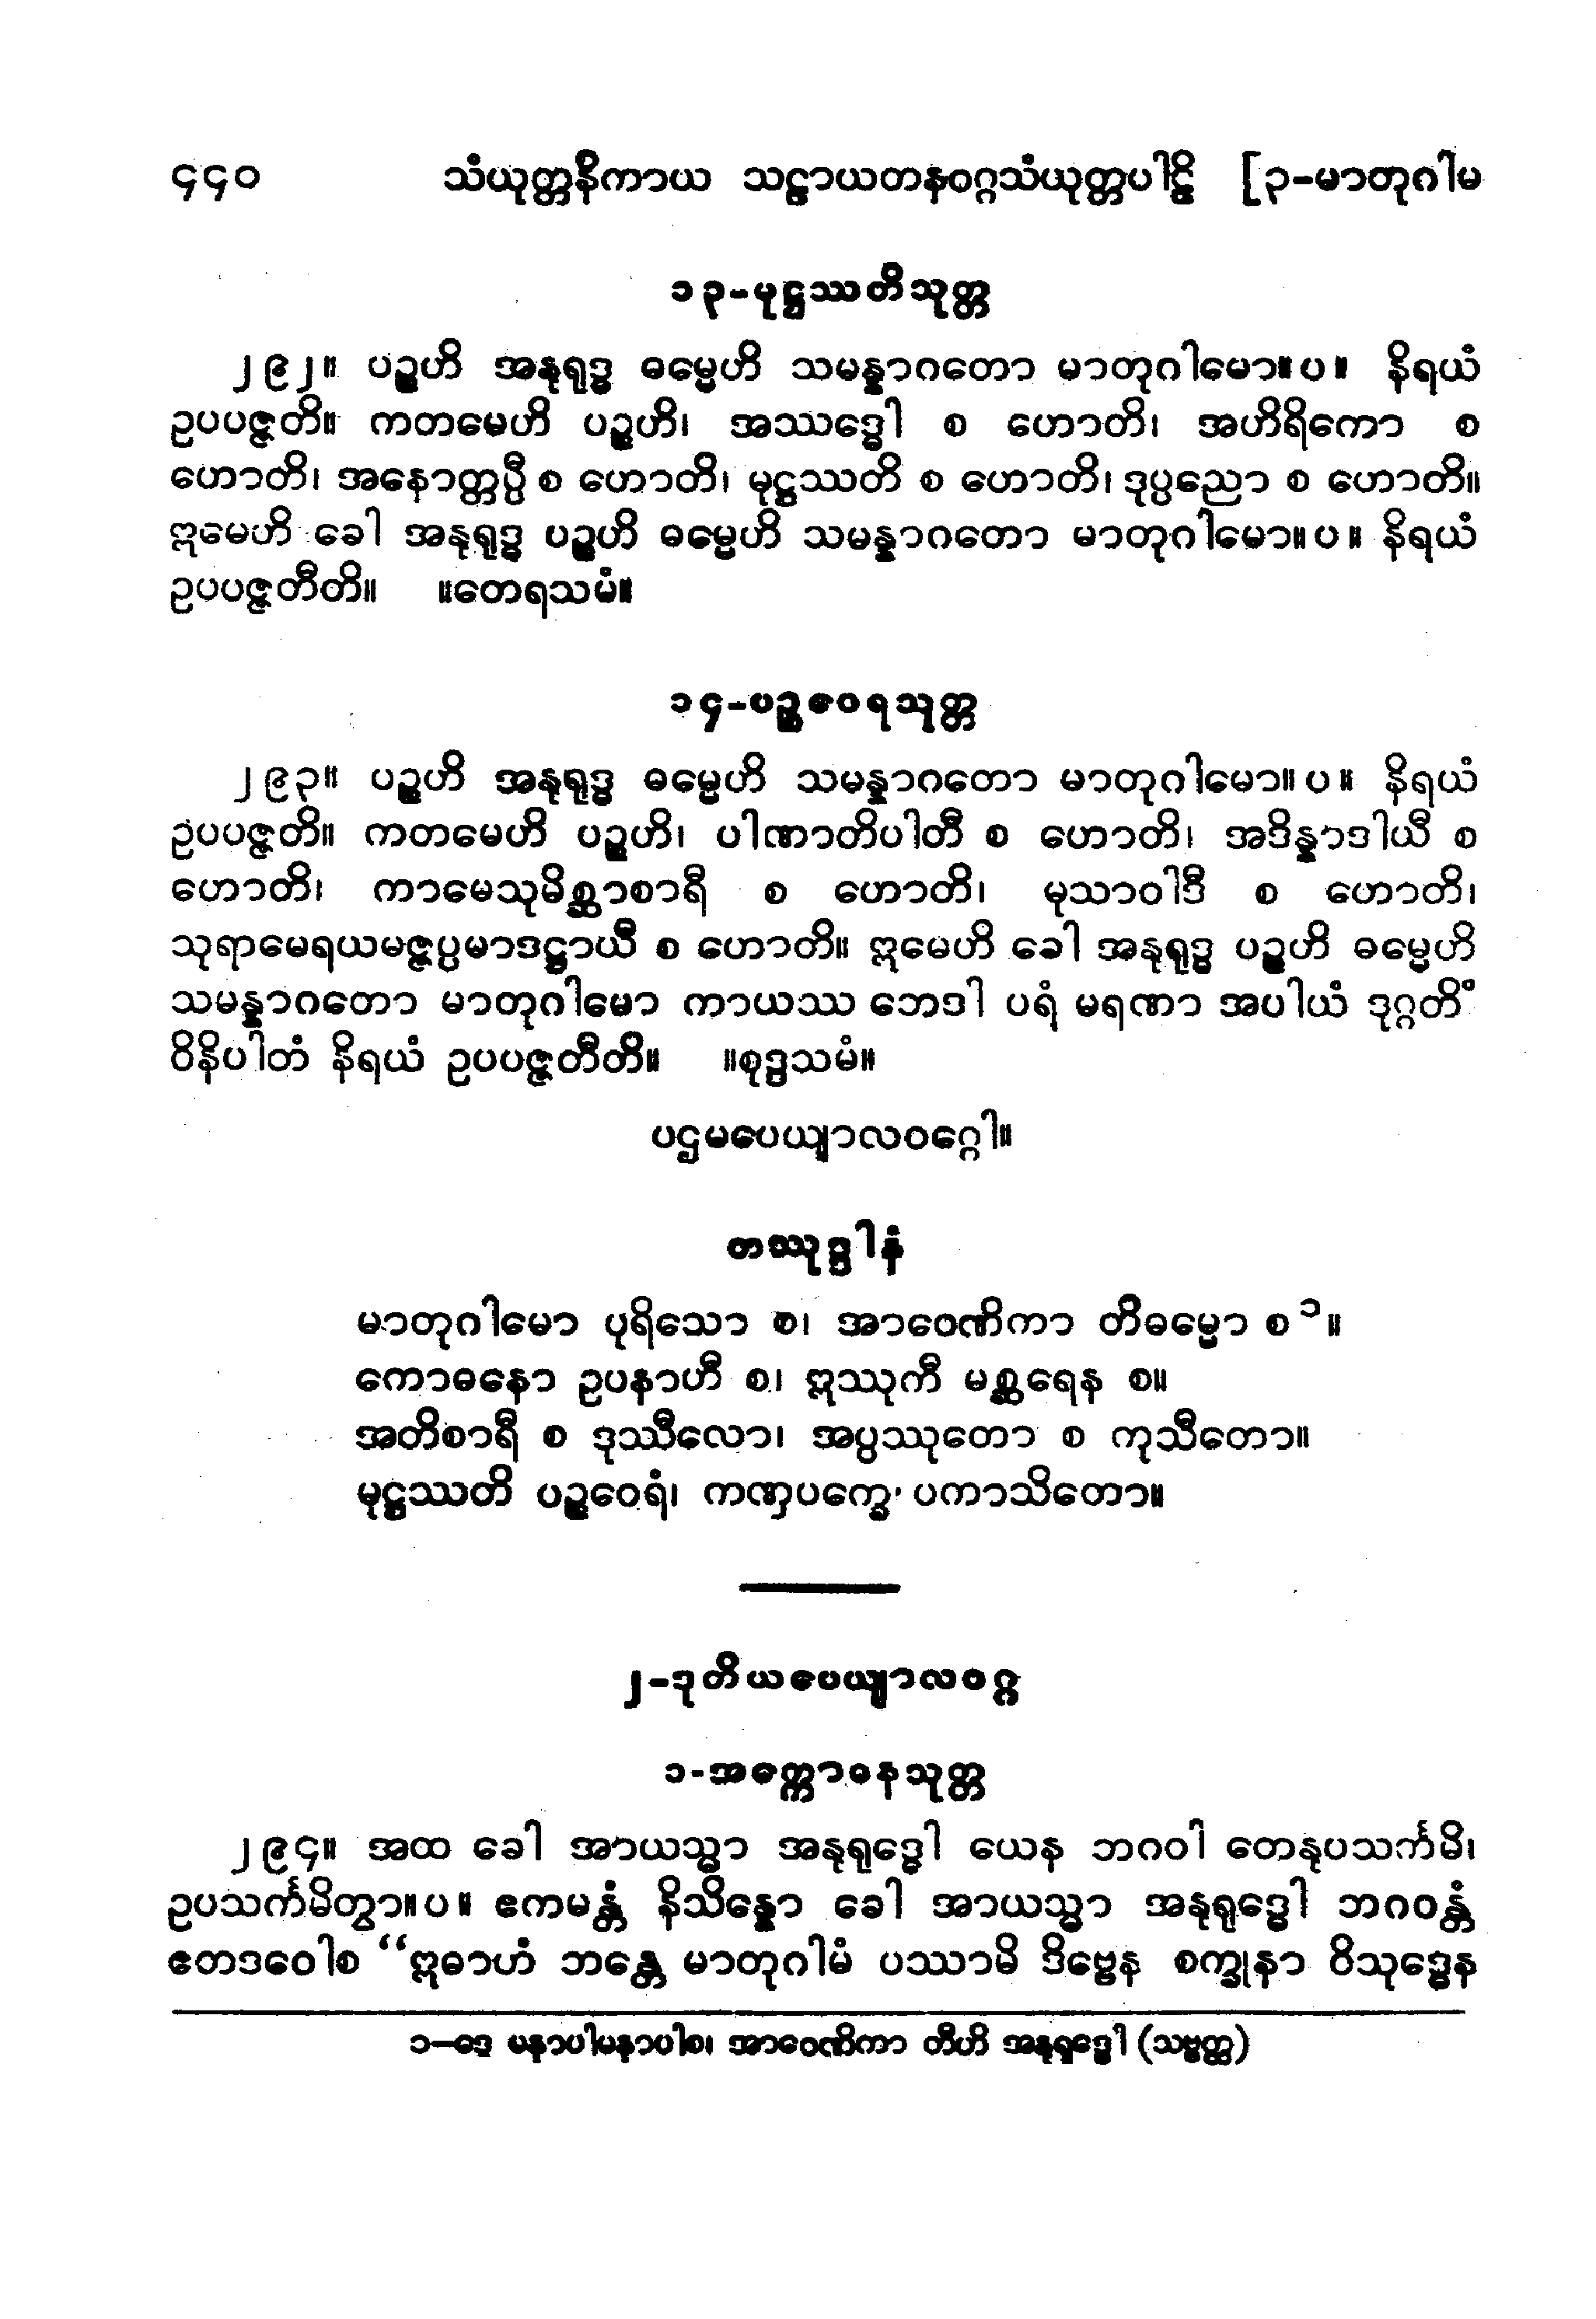 ၄၄၀ သံယုတ္တနိကာယ သဠာယတနဝဂ္ဂသံယုတ္တပါဠိ [၃-မာတုဂါမ
၁၃-မုဋ္ဌဿတိသုတ္တ
၂၉၂။ ပဉ္စဟိ အနုရုဒ္ဓ ဓမ္မေဟိ သမန္နာဂတော မာတုဂါမော။ပ။ နိရယံ
ဥပပဇ္ဇတိ။ ကတမေဟိ ပဉ္စဟိ၊ အဿဒ္ဓေါ စ ဟောတိ၊ အဟိရိကော စ
ဟောတိ၊ အနောတ္တပ္ပီ စ ဟောတိ၊ မုဋ္ဌဿတိ စ ဟောတိ၊ ဒုပ္ပညော စ ဟောတိ။
ဣမေဟိ ခေါ အနုရုဒ္ဓ ပဉ္စဟိ ဓမ္မေဟိ သမန္နာဂတော မာတုဂါမော။ပ။ နိရယံ
ဥပပဇ္ဇတီတိ။ ။တေရသမံ။
၁၄-ပဉ္စဝေရသုတ္တ
၂၉၃။ ပဉ္စဟိ အနုရုဒ္ဓ ဓမ္မေဟိ သမန္နာဂတော မာတုဂါမော။ပ။ နိရယံ
ဥပပဇ္ဇတိ။ ကတမေဟိ ပဉ္စဟိ၊ ပါဏာတိပါတီ စ ဟောတိ၊ အဒိန္နာဒါယီ စ
ဟောတိ၊ ကာမေသုမိစ္ဆာစာရီ စ ဟောတိ၊ မုသာဝါဒီ စ ဟောတိ၊
သုရာမေရယမဇ္ဇပ္ပမာဒဋ္ဌာယီ စ ဟောတိ။ ဣမေဟိ ခေါ အနုရုဒ္ဓ ပဉ္စဟိ ဓမ္မေဟိ
သမန္နာဂတော မာတုဂါမော ကာယဿ ဘေဒါ ပရံ မရဏာ အပါယံ ဒုဂ္ဂတိံ
ဝိနိပါတံ နိရယံ ဥပပဇ္ဇတီတိ။ ။စုဒ္ဒသမံ။
ပဌမပေယျာလဝဂ္ဂေါ။
တဿုဒ္ဒါနံ
မာတုဂါမော ပုရိသော စ၊ အာဝေဏိကာ တိဓမ္မော စ၁။
ကောဓနော ဥပနာဟီ စ၊ ဣဿုကီ မစ္ဆရေန စ။
အတိစာရီ စ ဒုဿီလော၊ အပ္ပဿုတော စ ကုသီတော။
မုဋ္ဌဿတိ ပဉ္စဝေရံ၊ ကဏှပက္ခေ ပကာသိတော။
၂-ဒုတိယပေယျာလဝဂ္ဂ
၁-အက္ကောဓနသုတ္တ
၂၉၄။ အထ ခေါ အာယသ္မာ အနုရုဒ္ဓေါ ယေန ဘဂဝါ တေနုပသင်္ကမိ၊
ဥပသင်္ကမိတွာ။ပ။ ဧကမန္တံ နိသိန္နော ခေါ အာယသ္မာ အနုရုဒ္ဓေါ ဘဂဝန္တံ
ဧတဒဝေါစ “ဣဓာဟံ ဘန္တေ မာတုဂါမံ ပဿာမိ ဒိဗ္ဗေန စက္ခုနာ ဝိသုဒ္ဓေန
၁—ဒွေ မနာပါမနာပါစ၊ အာဝေဏိကာ တီဟိ အနုရုဒ္ဓေါ (သဗ္ဗတ္ထ)